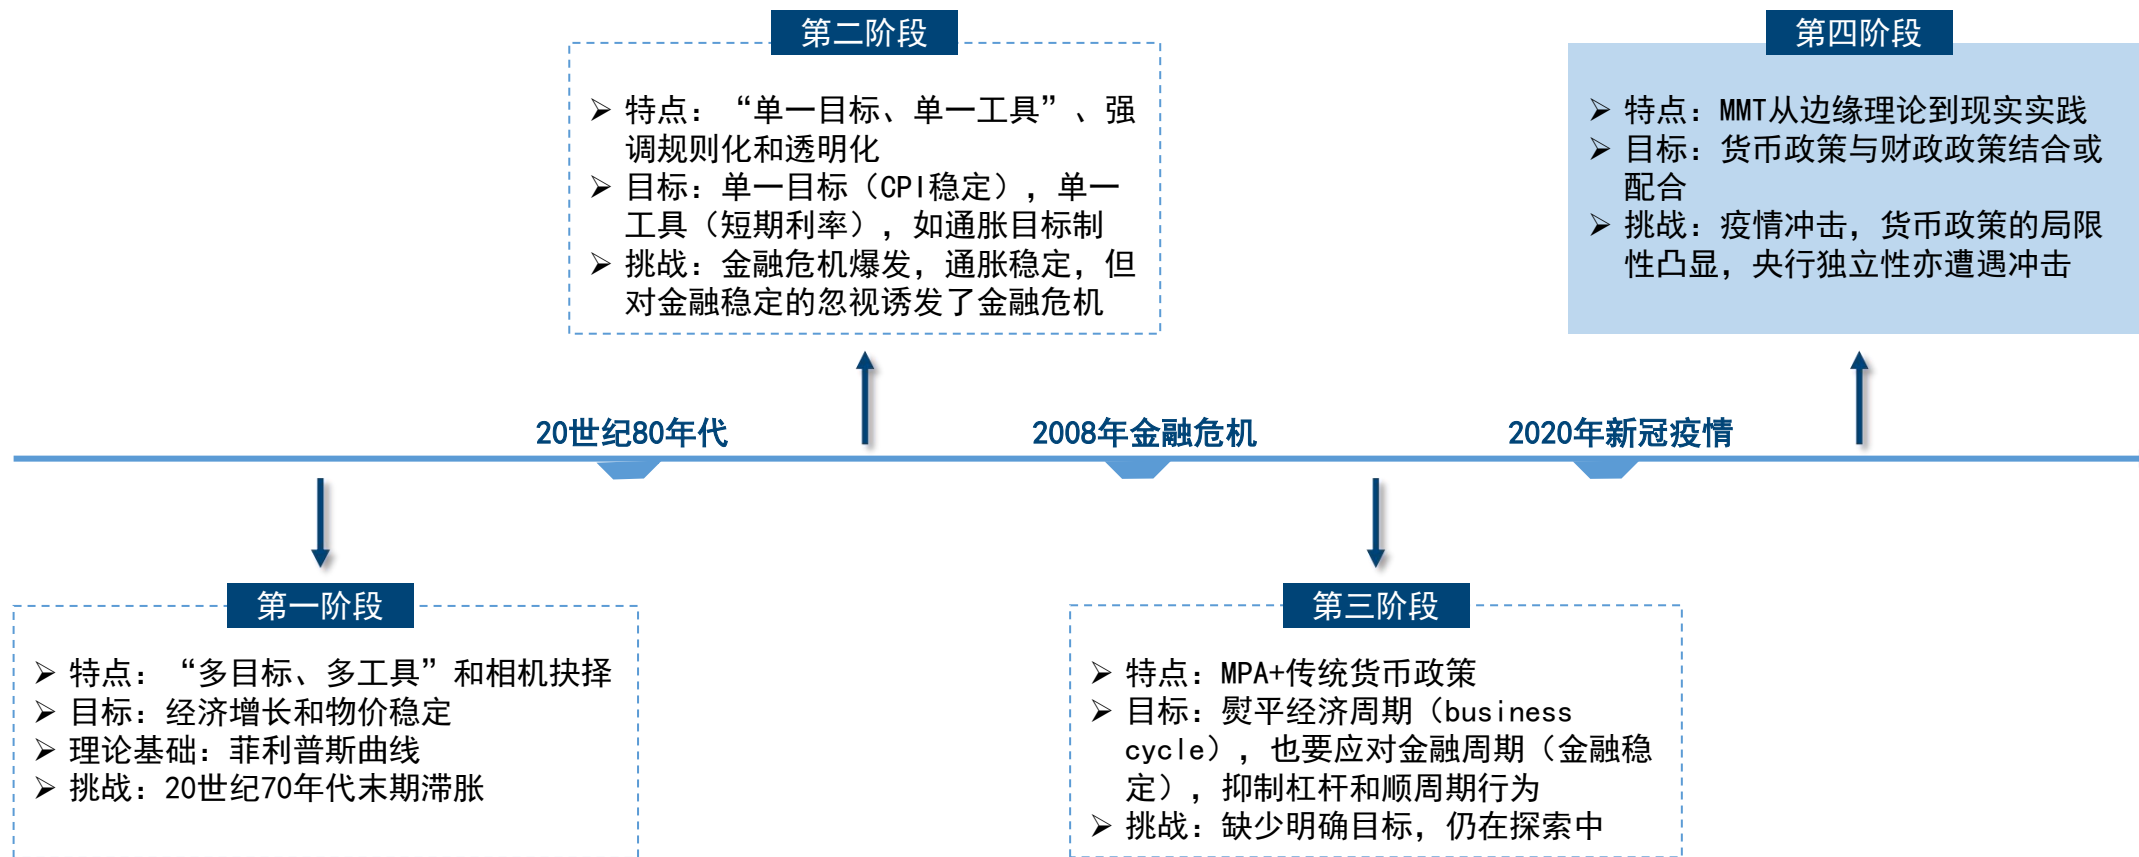 第二阶段
特点：“单一目标、单一工具”、强
调规则化和透明化
目标：单一目标（CPI稳定），单一
工具（短期利率），如通胀目标制
挑战：金融危机爆发，通胀稳定，但
对金融稳定的忽视诱发了金融危机
第四阶段
特点：MMT从边缘理论到现实实践
目标：货币政策与财政政策结合或
配合
挑战：疫情冲击，货币政策的局限
性凸显，央行独立性亦遭遇冲击
20世纪80年代
2008年金融危机
2020年新冠疫情
第一阶段
特点：“多目标、多工具”和相机抉择
目标：经济增长和物价稳定
理论基础：菲利普斯曲线
挑战：20世纪70年代末期滞胀
第三阶段
特点：MPA+传统货币政策
目标：熨平经济周期（business
cycle），也要应对金融周期（金融稳
定），抑制杠杆和顺周期行为
挑战：缺少明确目标，仍在探索中